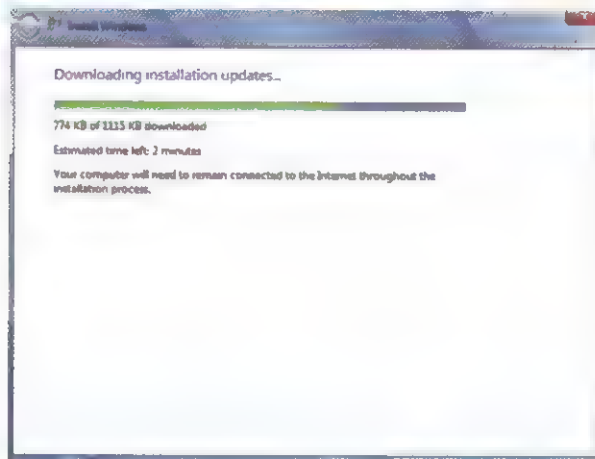 Install Windows
Downloading installation updates...
774 KB of 1115 KB downloaded
Estimated time left: 2 minutes
Your computer will need to remain connected to the Internet throughout the
installation process.